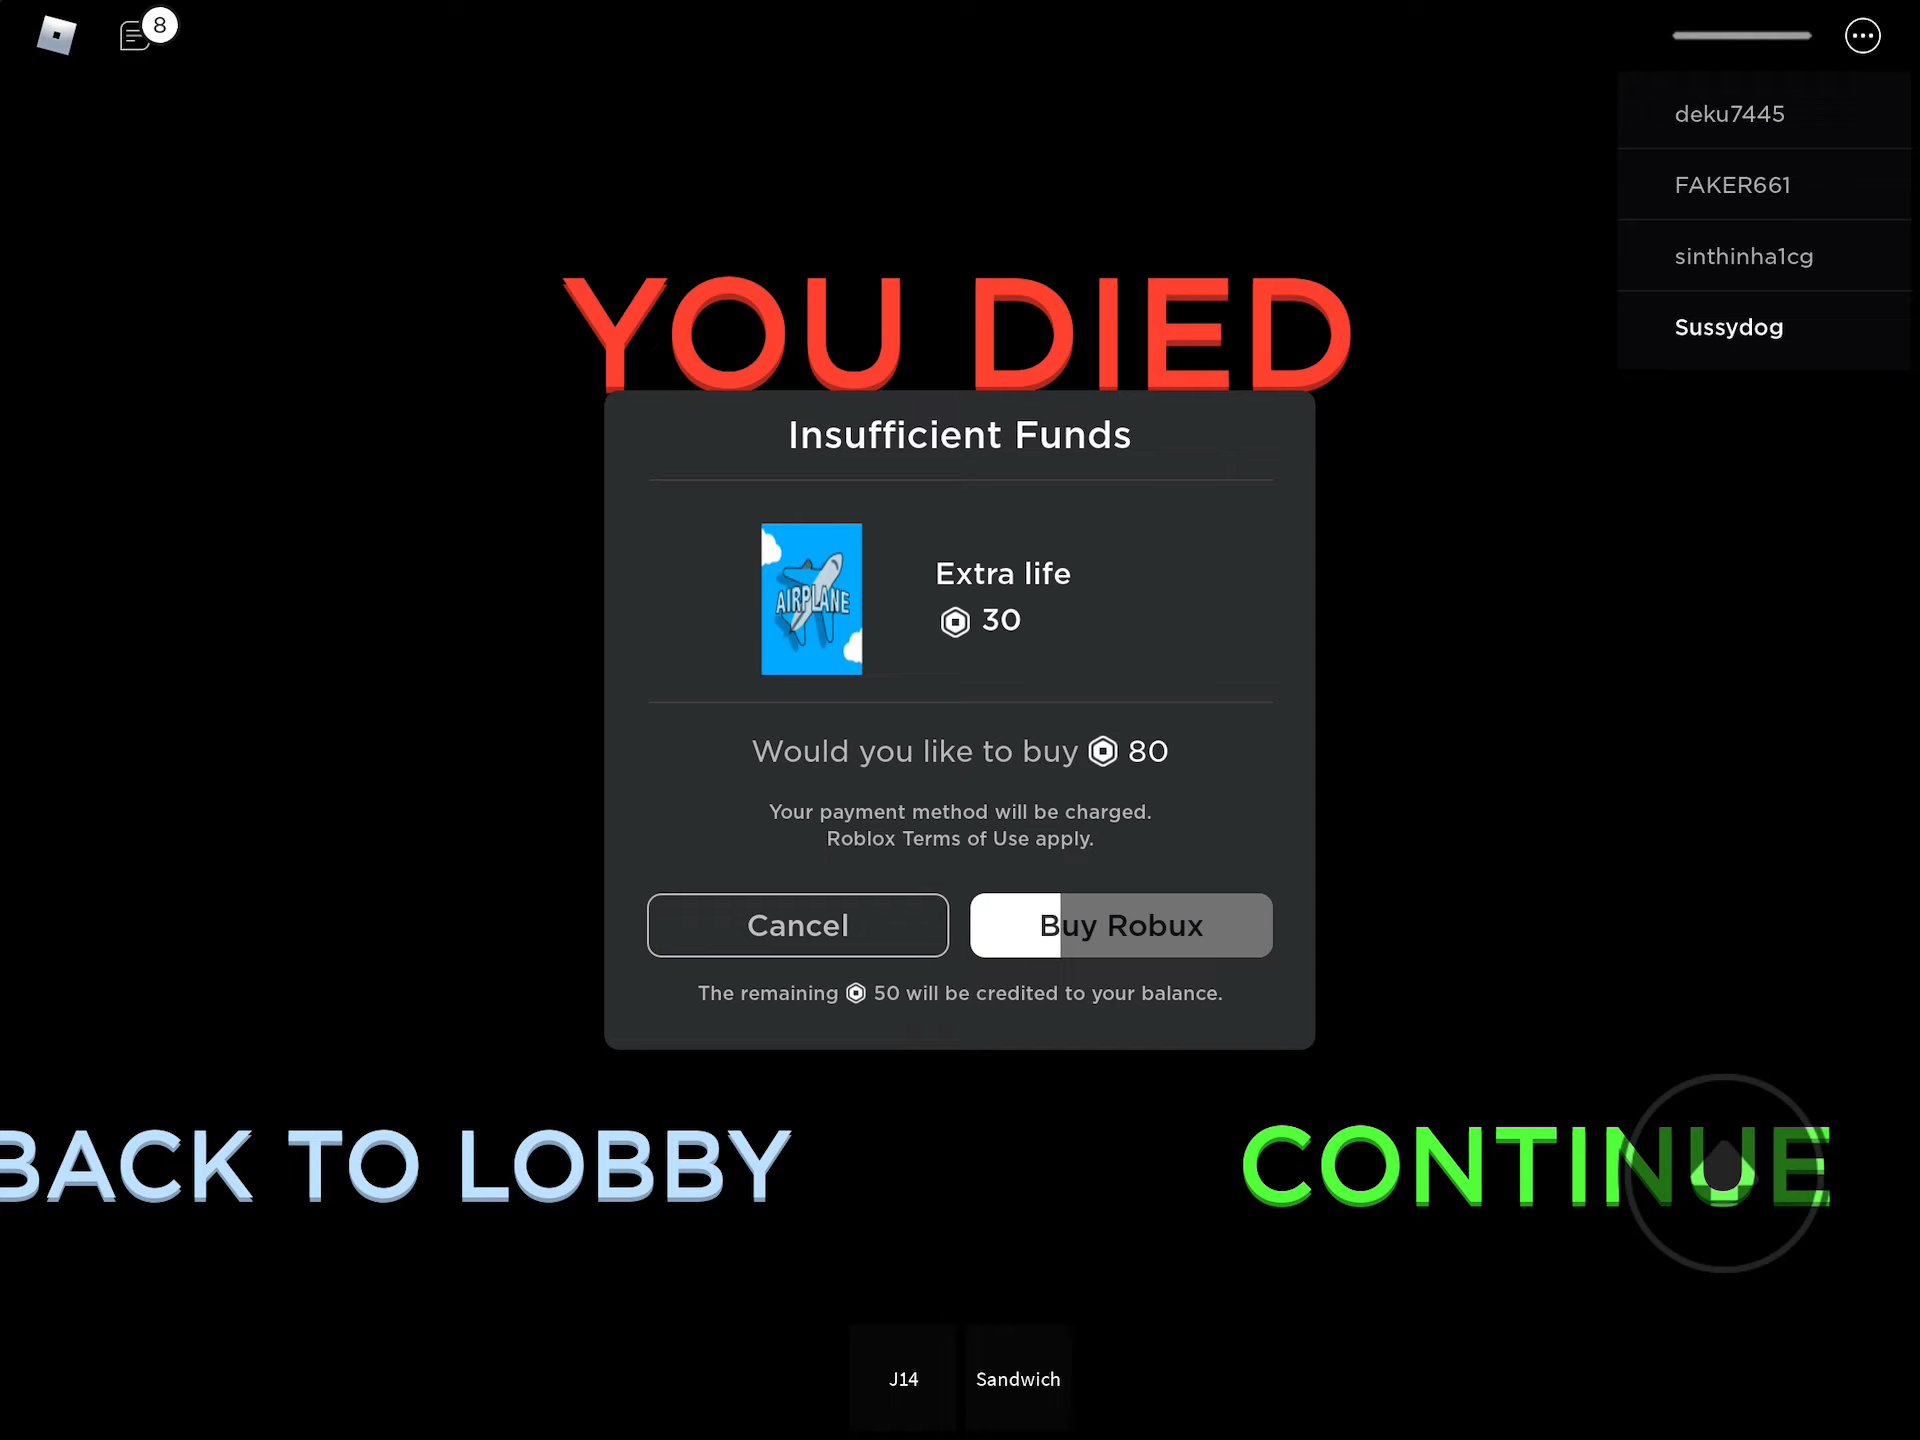 8
deku7445
FAKER661
sinthinha1cg
Sussydog
YOU DIED
Insufficient Funds
AIRPLANE
Extra life
30
Would you like to buy 80
Your payment method will be charged.
Roblox Terms of Use apply.
Cancel
Buy Robux
The remaining 50 will be credited to your balance.
BACK TO LOBBY
CONTINUE
J14
Sandwich